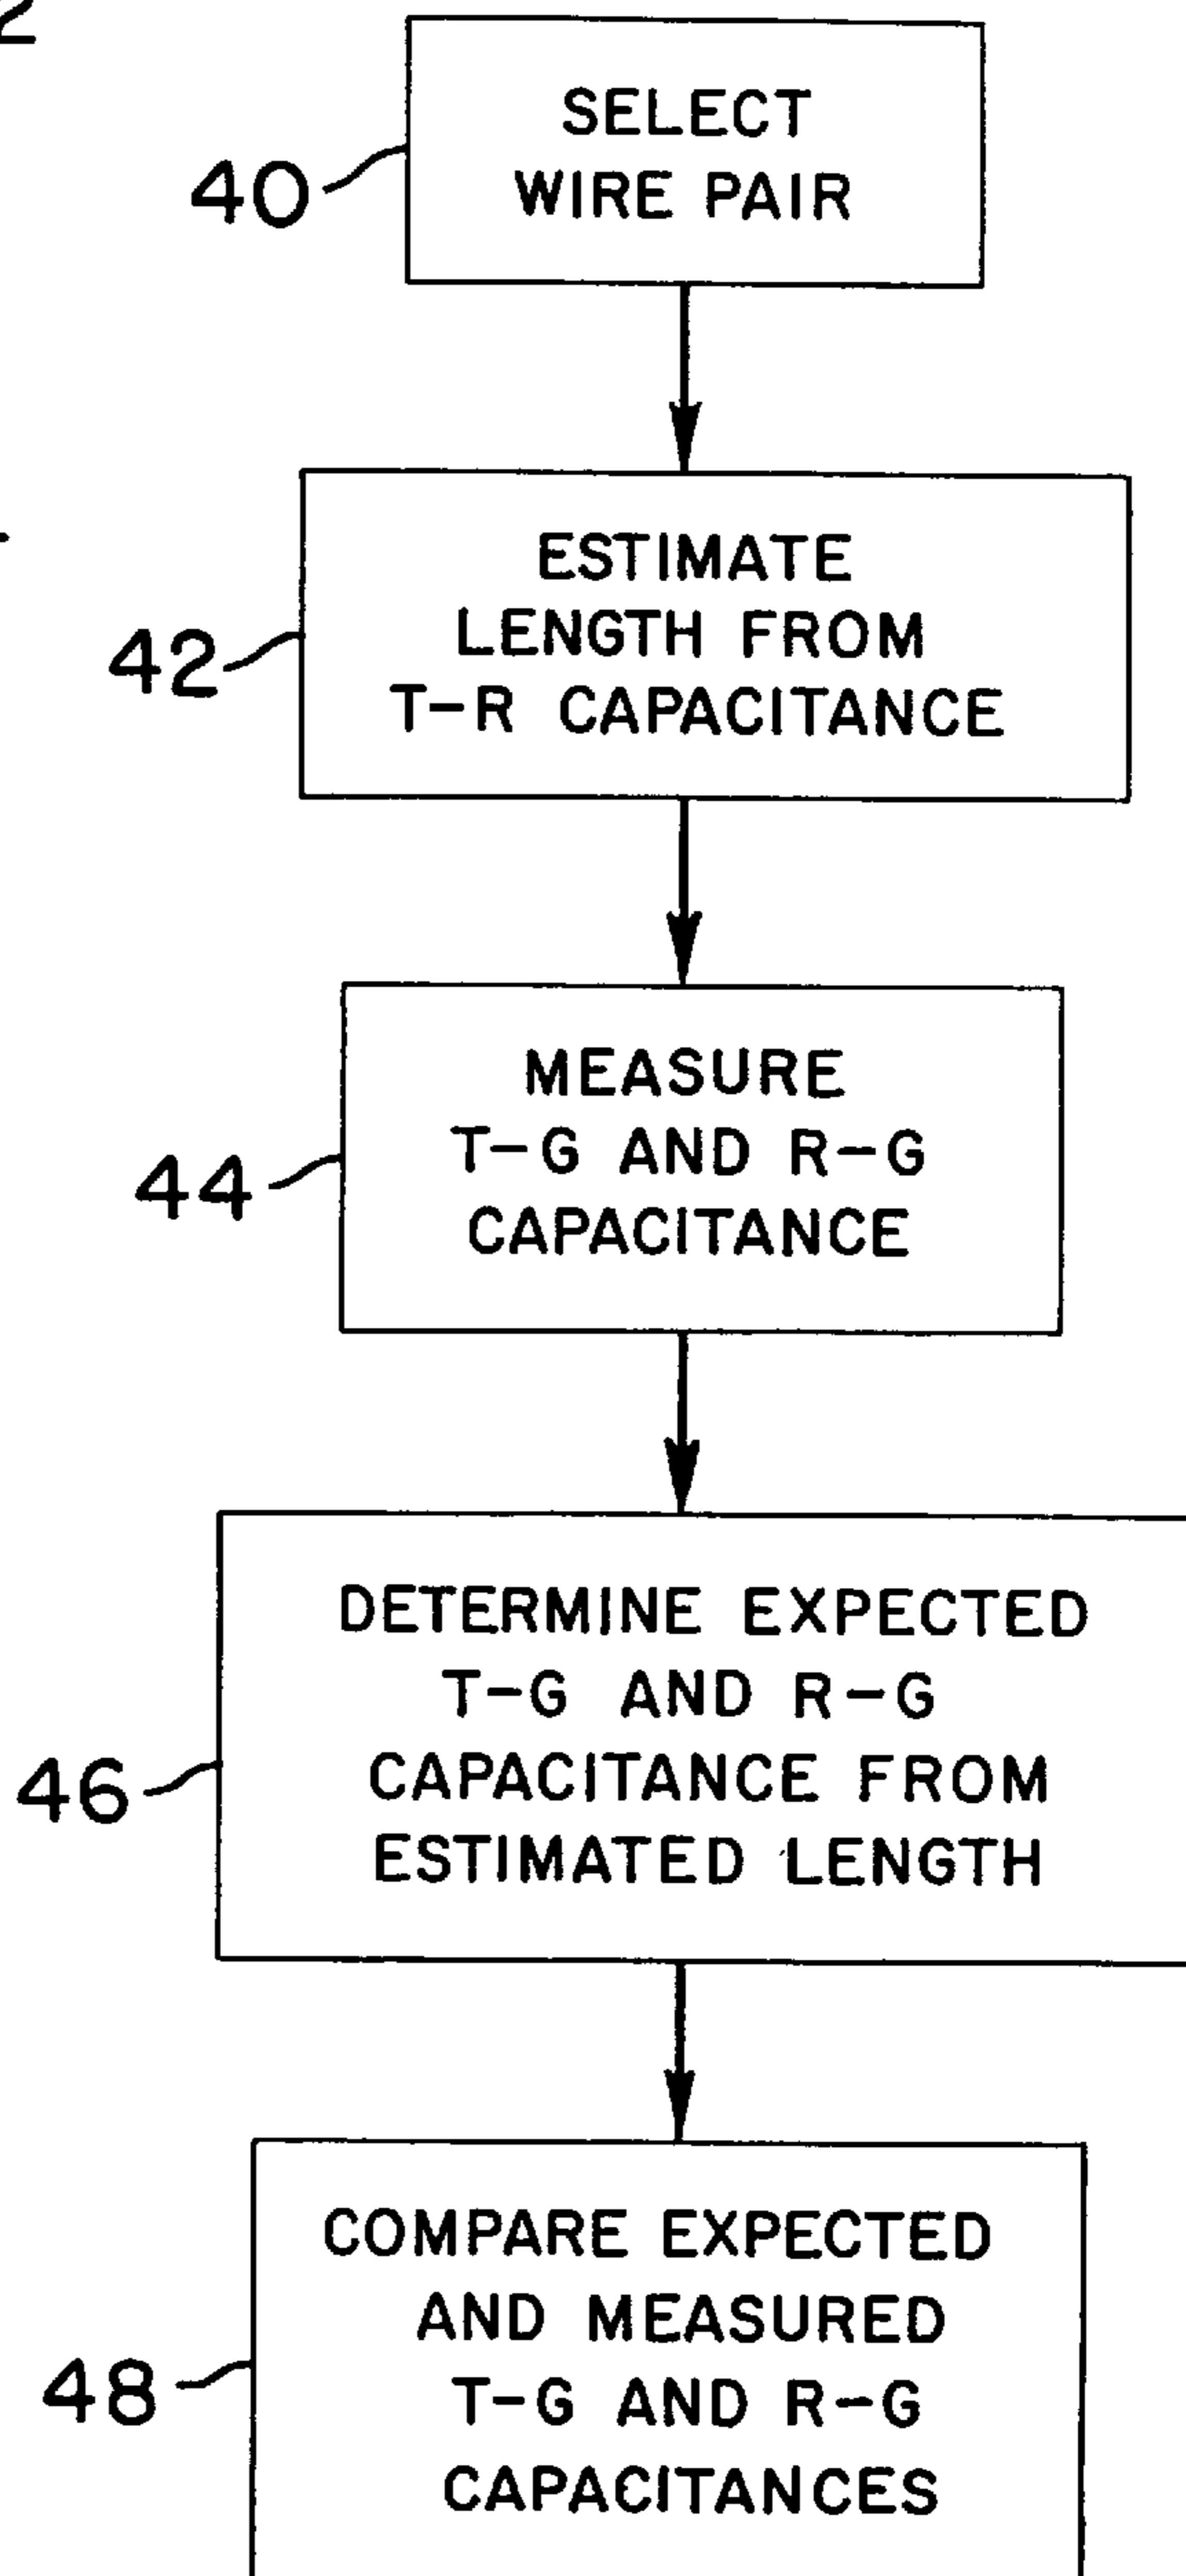 40
SELECT
WIRE PAIR
42
ESTIMATE
LENGTH FROM
T-R CAPACITANCE
44
MEASURE
T-G AND R-G
CAPACITANCE
46
DETERMINE EXPECTED
T-G AND R-G
CAPACITANCE FROM
ESTIMATED LENGTH
48
COMPARE EXPECTED
AND MEASURED
T-G AND R-G
CAPACITANCES